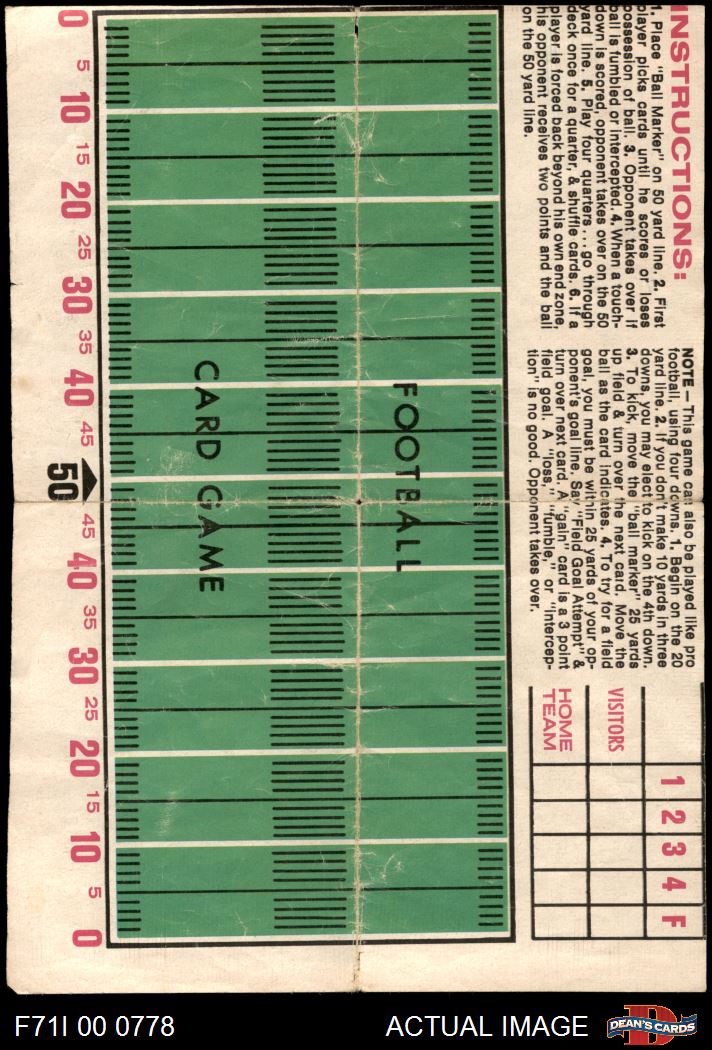 INSTRUCTIONS:
1. Place "Ball Marker" on 50 yard line. 2. First
player picks cards until he scores or loses
possession of ball. 3. Opponent takes over if
ball is fumbled or intercepted. 4. When a touch-
down is scored, opponent takes over on the 50
yard line. 5. Play four quarters ... go through
deck once for a quarter, & shuffle cards. 6. If a
player is forced back beyond his own end zone,
his opponent receives two points and the ball
on the 50 yard line.
NOTE — This game can also be played like pro
football, using four downs. 1. Begin on the 20
yard line. 2. If you don't make 10 yards in three
downs, you may elect to kick on the 4th down.
3. To kick, move the "ball marker" 25 yards
up field & turn over the next card. Move the
ball as the card indicates. 4. To try for a field
goal, you must be within 25 yards of your op-
ponent's goal line. Say "Field Goal Attempt" &
turn over next card. A "gain" card is a 3 point
field goal. A "loss," "fumble," or "intercep-
tion" is no good. Opponent takes over.
1 2 3 4 F
VISITORS
HOME
TEAM
FOOTBALL
CARD GAME
0 5 10 15 20 25 30 35 40 45 50 45 40 35 30 25 20 15 10 5 0
F71I 00 0778
ACTUAL IMAGE
D
DEAN'S CARDS